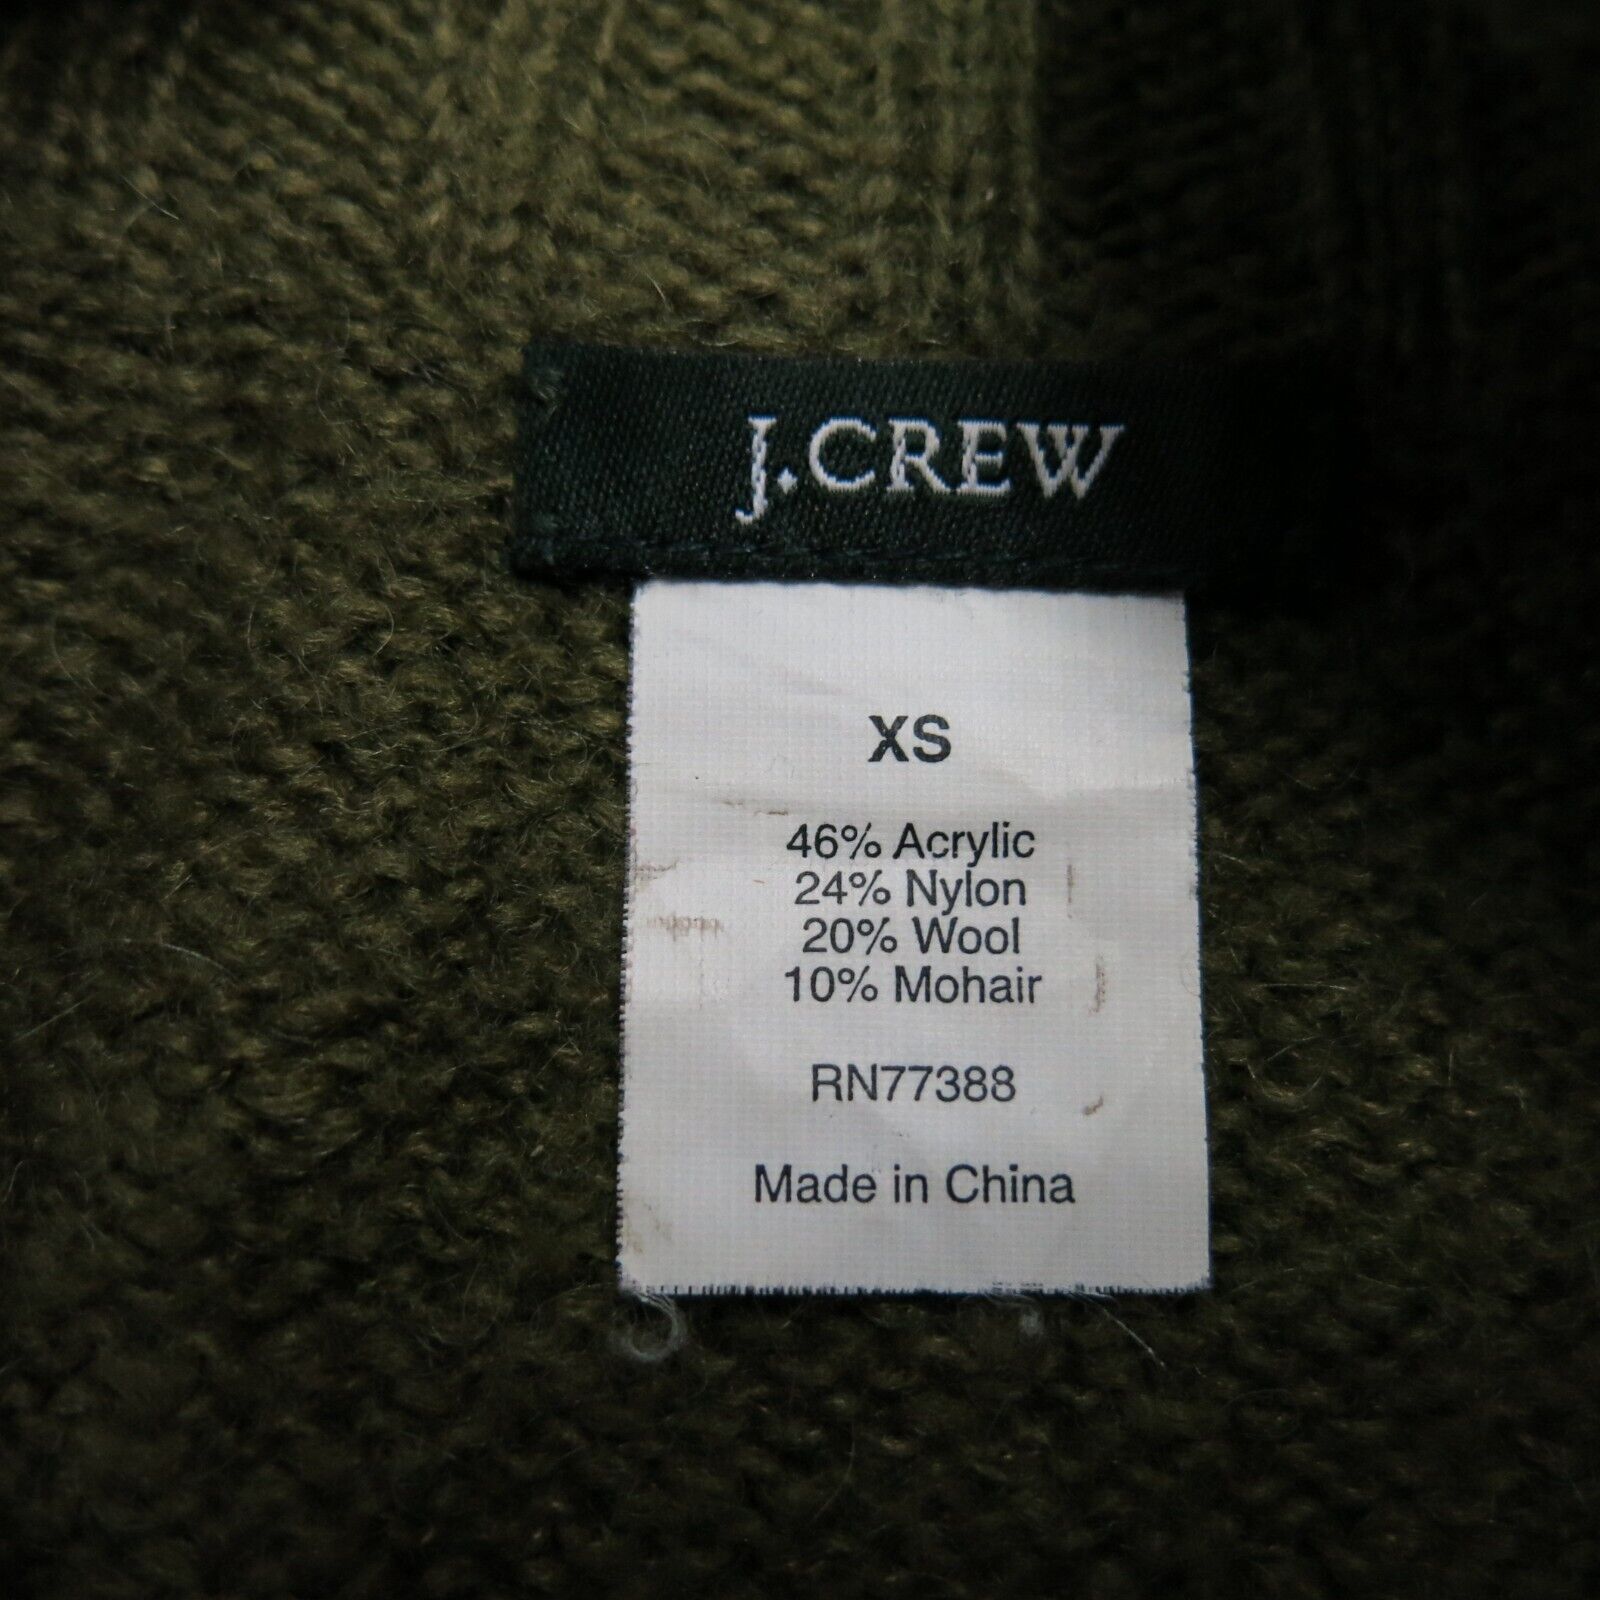 J.CREW
XS
46% Acrylic
24% Nylon
20% Wool
10% Mohair
RN77388
Made in China